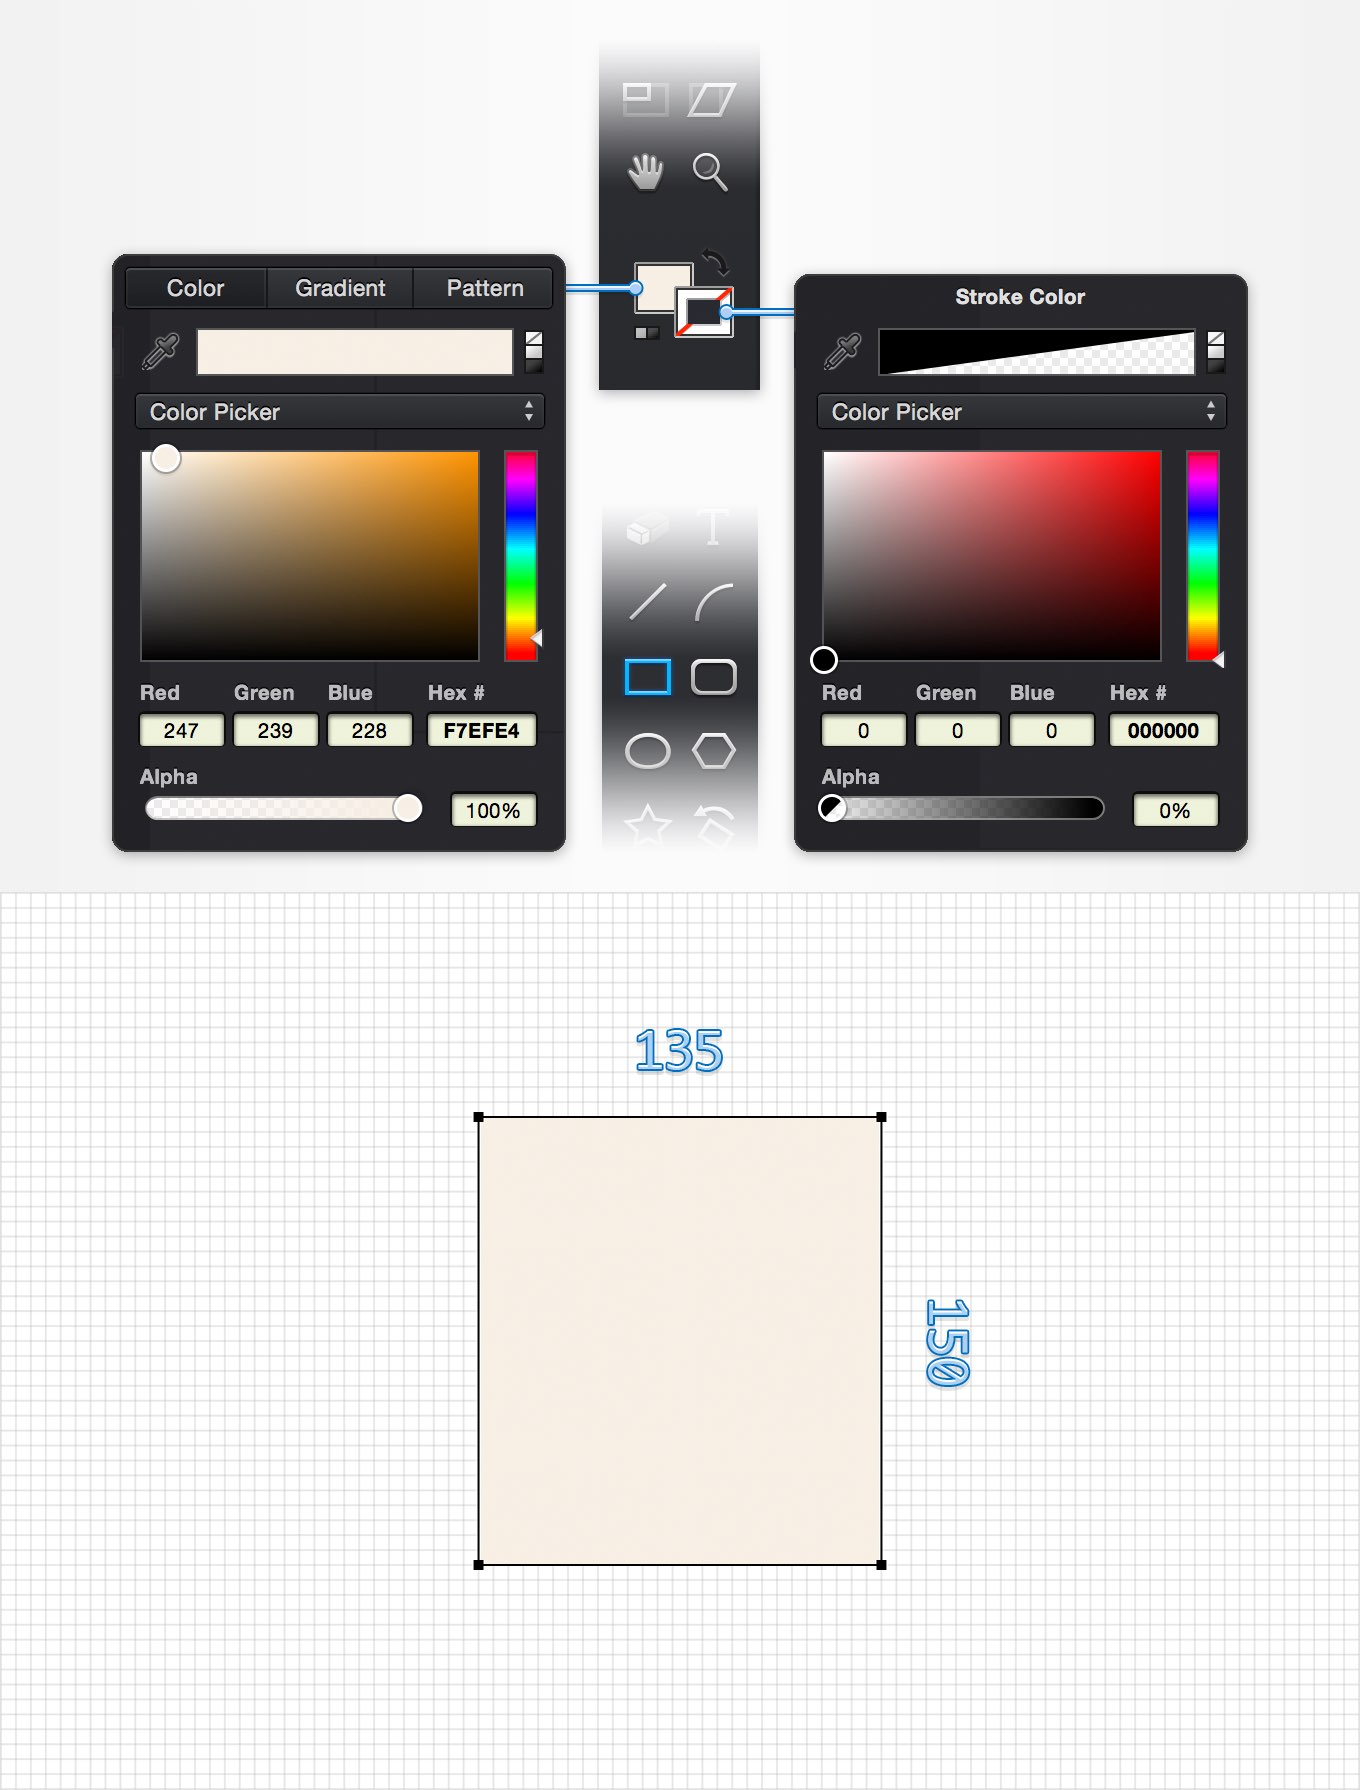 Color Gradient Pattern
Color Picker
Red Green Blue Hex #
247 239 228 F7EFE4
Alpha
100%
T
Stroke Color
Color Picker
Red Green Blue Hex #
0 0 0 000000
Alpha
0%
135
150